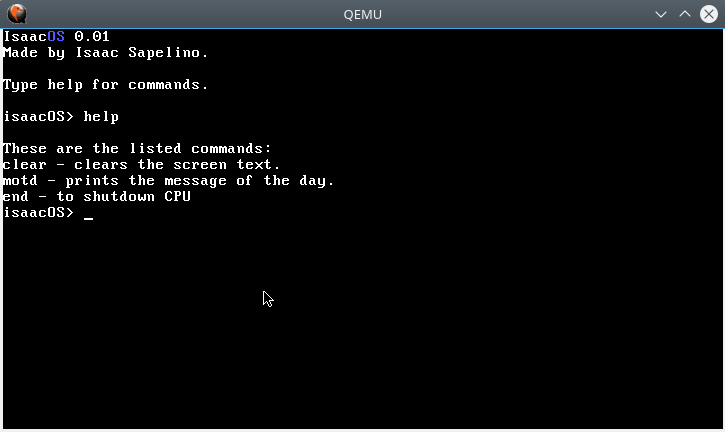 QEMU
IsaacOS 0.01
Made by Isaac Sapelino.
Type help for commands.
isaacOS> help
These are the listed commands:
clear - clears the screen text.
motd - prints the message of the day.
end - to shutdown CPU
isaacOS> _